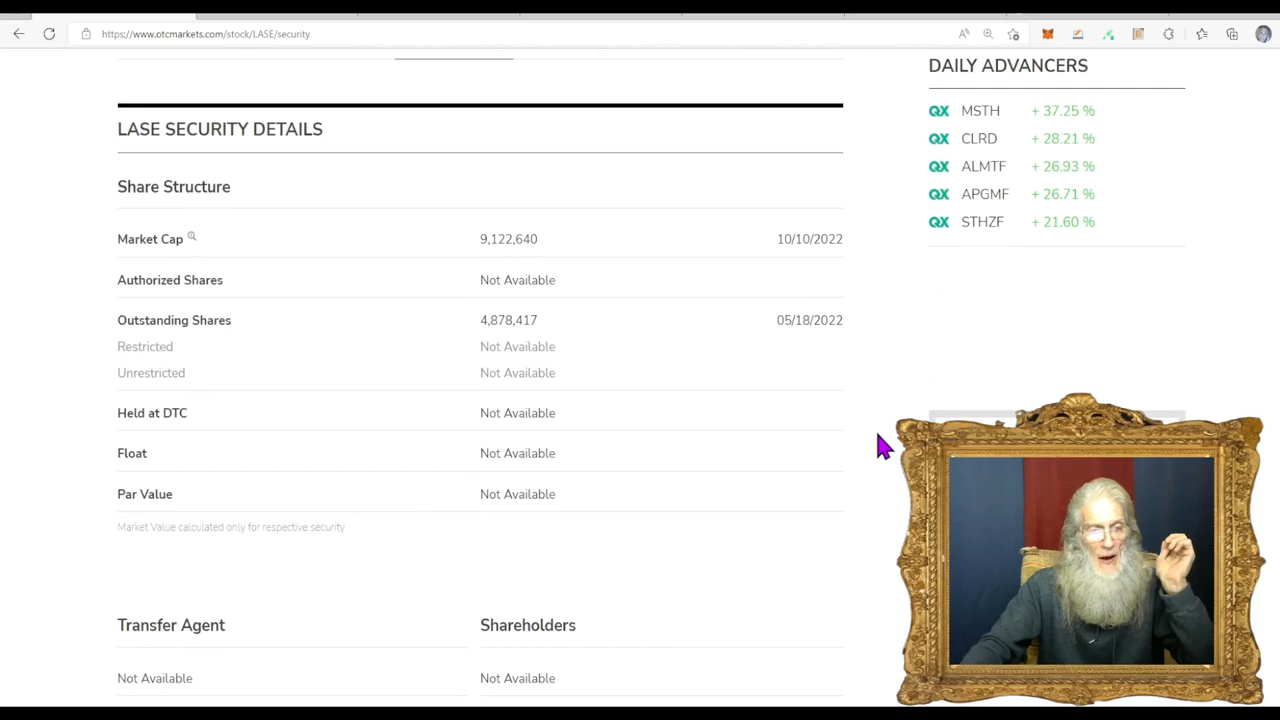 https://www.otcmarkets.com/stock/LASE/security
LASE SECURITY DETAILS
Share Structure
Market Cap 9,122,640 10/10/2022
Authorized Shares Not Available
Outstanding Shares 4,878,417 05/18/2022
Restricted Not Available
Unrestricted Not Available
Held at DTC Not Available
Float Not Available
Par Value Not Available
Market Value calculated only for respective security
Transfer Agent Shareholders
Not Available Not Available
DAILY ADVANCERS
QX MSTH + 37.25 %
QX CLRD + 28.21 %
QX ALMTF + 26.93 %
QX APGMF + 26.71 %
QX STHZF + 21.60 %